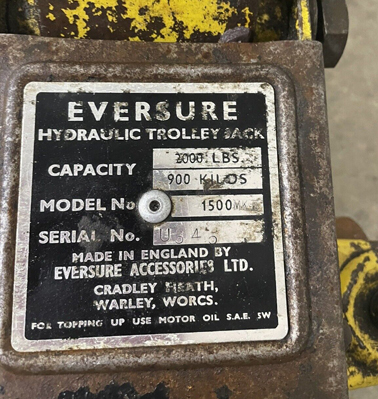 EVERSURE
HYDRAULIC TROLLEY JACK
CAPACITY 2000 LBS.
900 KILOS
MODEL No 1500
SERIAL No.
MADE IN ENGLAND BY
EVERSURE ACCESSORIES LTD.
CRADLEY HEATH,
WARLEY, WORCS.
FOR TOPPING UP USE MOTOR OIL S.A.E. 5W